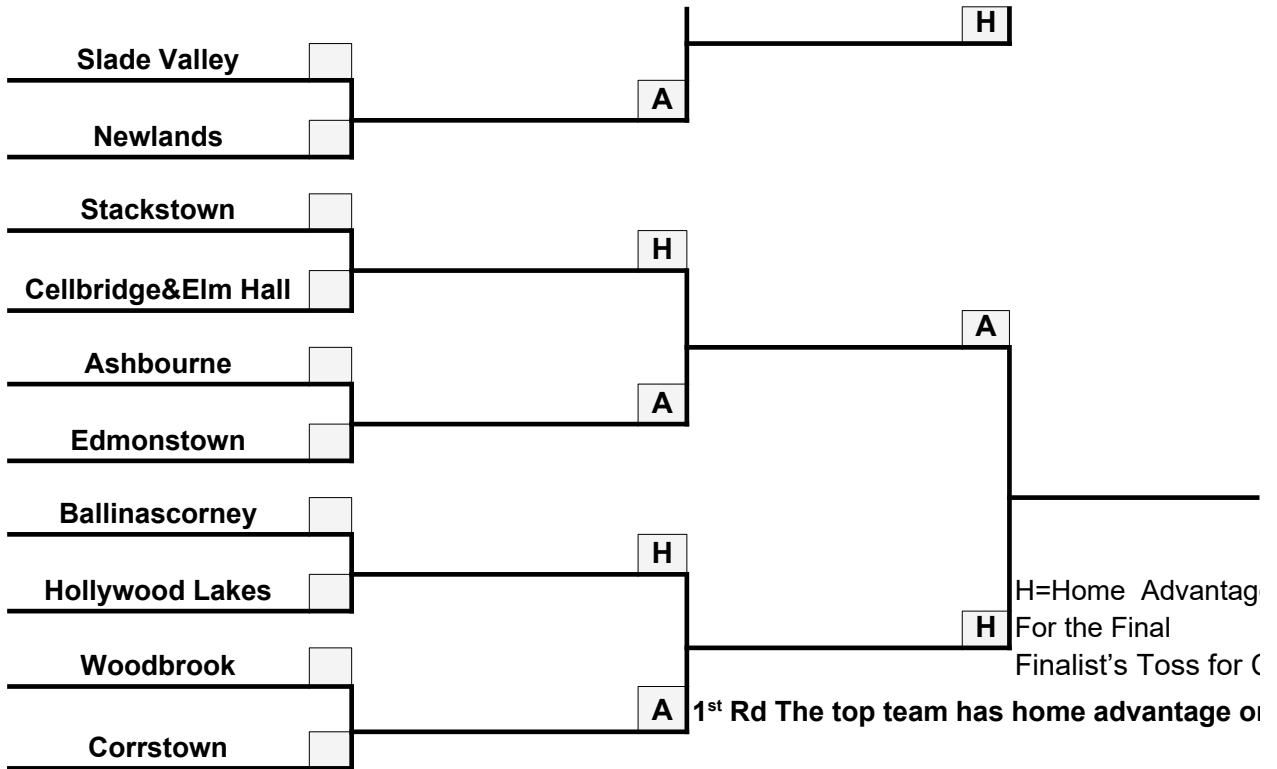 H
Slade Valley
A
Newlands
Stackstown
H
Cellbridge&Elm Hall
A
Ashbourne
A
Edmonstown
Ballinascorney
H
Hollywood Lakes
H=Home Advantag
For the Final
H
Finalist's Toss for
Woodbrook
A
1st Rd The top team has home advantage
Corrstown